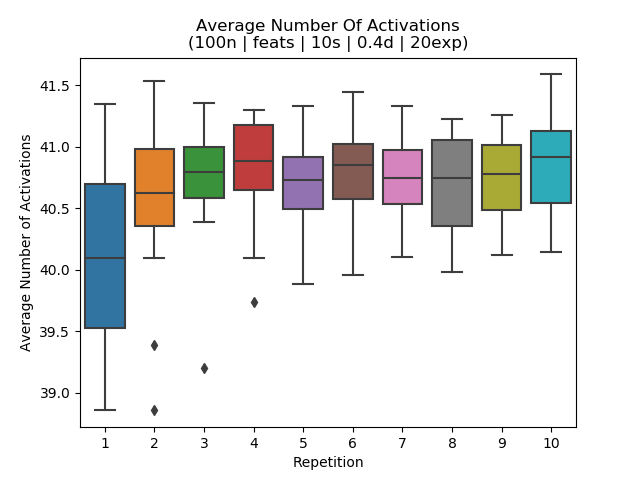 Average Number Of Activations
(100n | feats | 10s | 0.4d | 20exp)
Average Number of Activations
41.5
41.0
40.5
40.0
39.5
39.0
1 2 3 4 5 6 7 8 9 10
Repetition